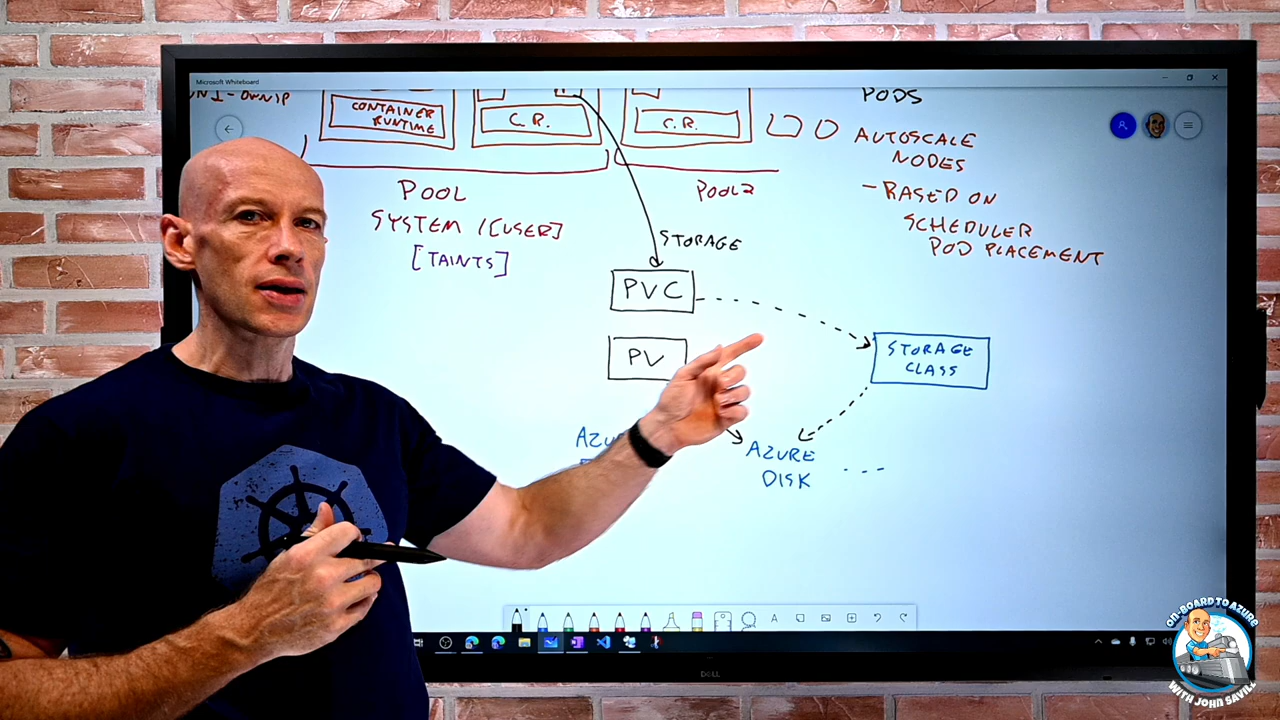 Microsoft Whiteboard
CONTAINER
RUNTIME
C.R.
C.R.
PODS
AUTOSCALE
NODES
-BASED ON
SCHEDULER
POD PLACEMENT
POOL
SYSTEM /[USER]
[TAINTS]
POOL2
STORAGE
PVC
PV
STORAGE
CLASS
AZURE
DISK
DELL
ON-BOARD TO AZURE
WITH JOHN SAVILL